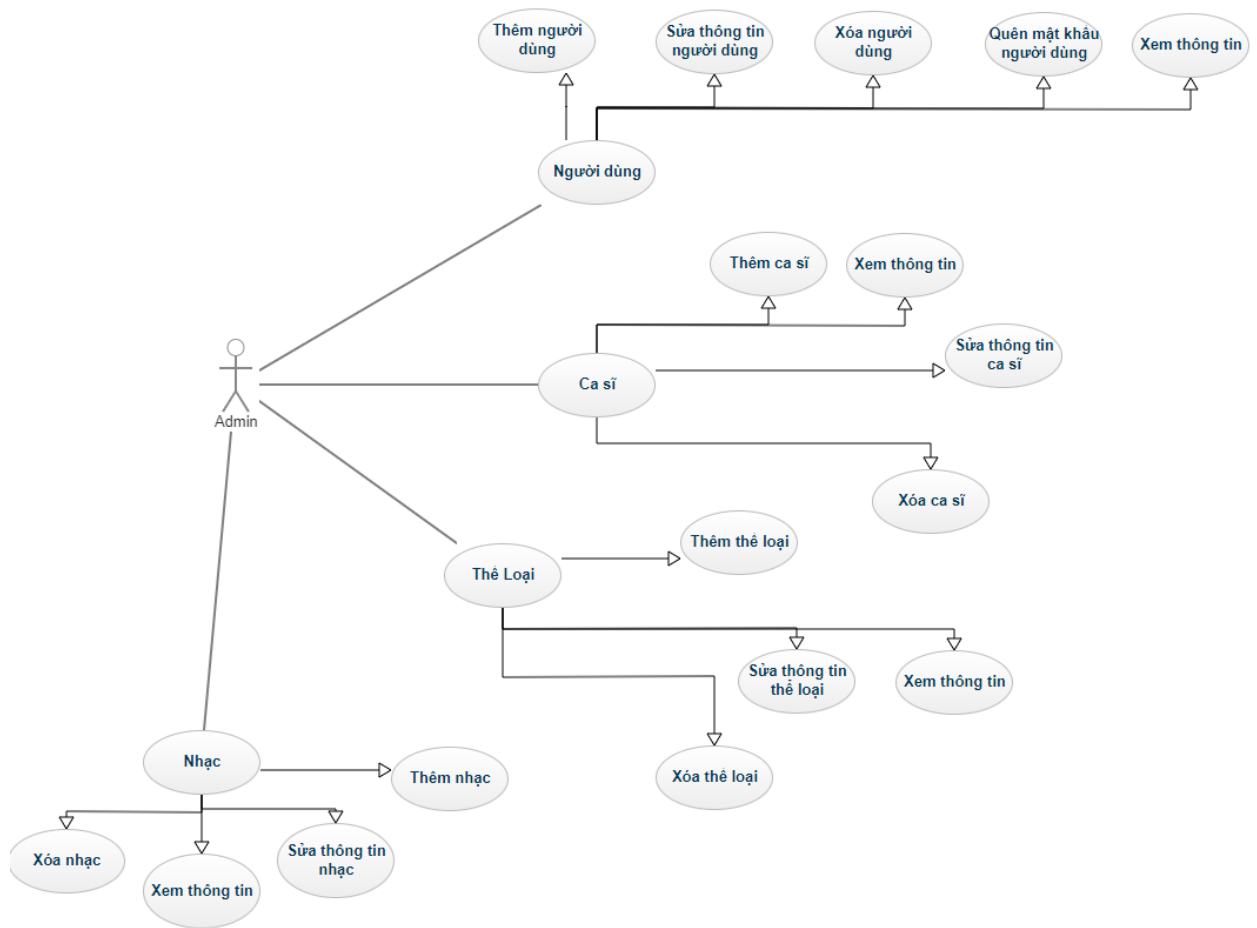 Thêm người
dùng
Sửa thông tin
người dùng
Xóa người
dùng
Quên mật khẩu
người dùng
Xem thông tin
Người dùng
Thêm ca sĩ
Xem thông tin
Sửa thông tin
ca sĩ
Ca sĩ
Admin
Xóa ca sĩ
Thêm thể loại
Thể Loại
Sửa thông tin
thể loại
Xem thông tin
Nhạc
Thêm nhạc
Xóa thể loại
Xóa nhạc
Sửa thông tin
nhạc
Xem thông tin